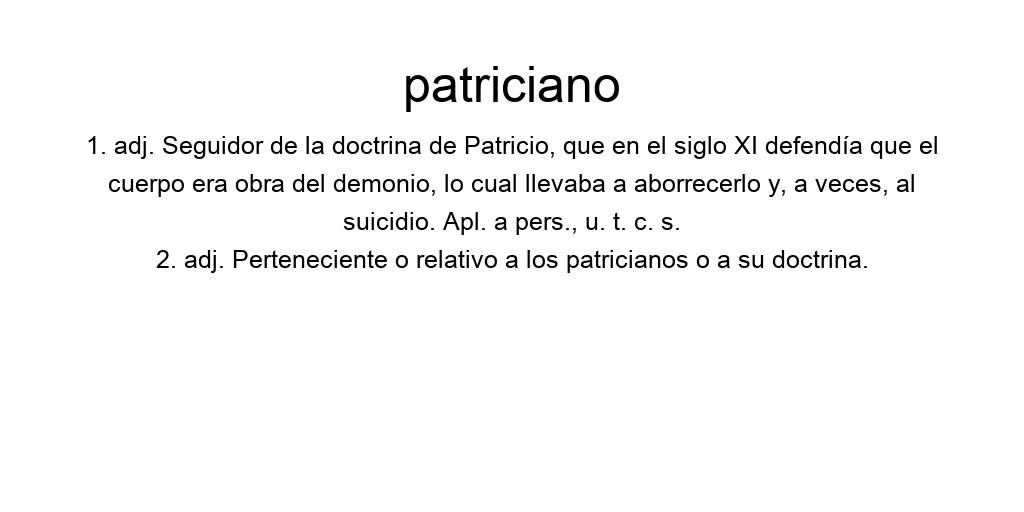 patriciano
1. adj. Seguidor de la doctrina de Patricio, que en el siglo XI defendía que el
cuerpo era obra del demonio, lo cual llevaba a aborrecerlo y, a veces, al
suicidio. Apl. a pers., u. t. c. s.
2. adj. Perteneciente o relativo a los patricianos o a su doctrina.